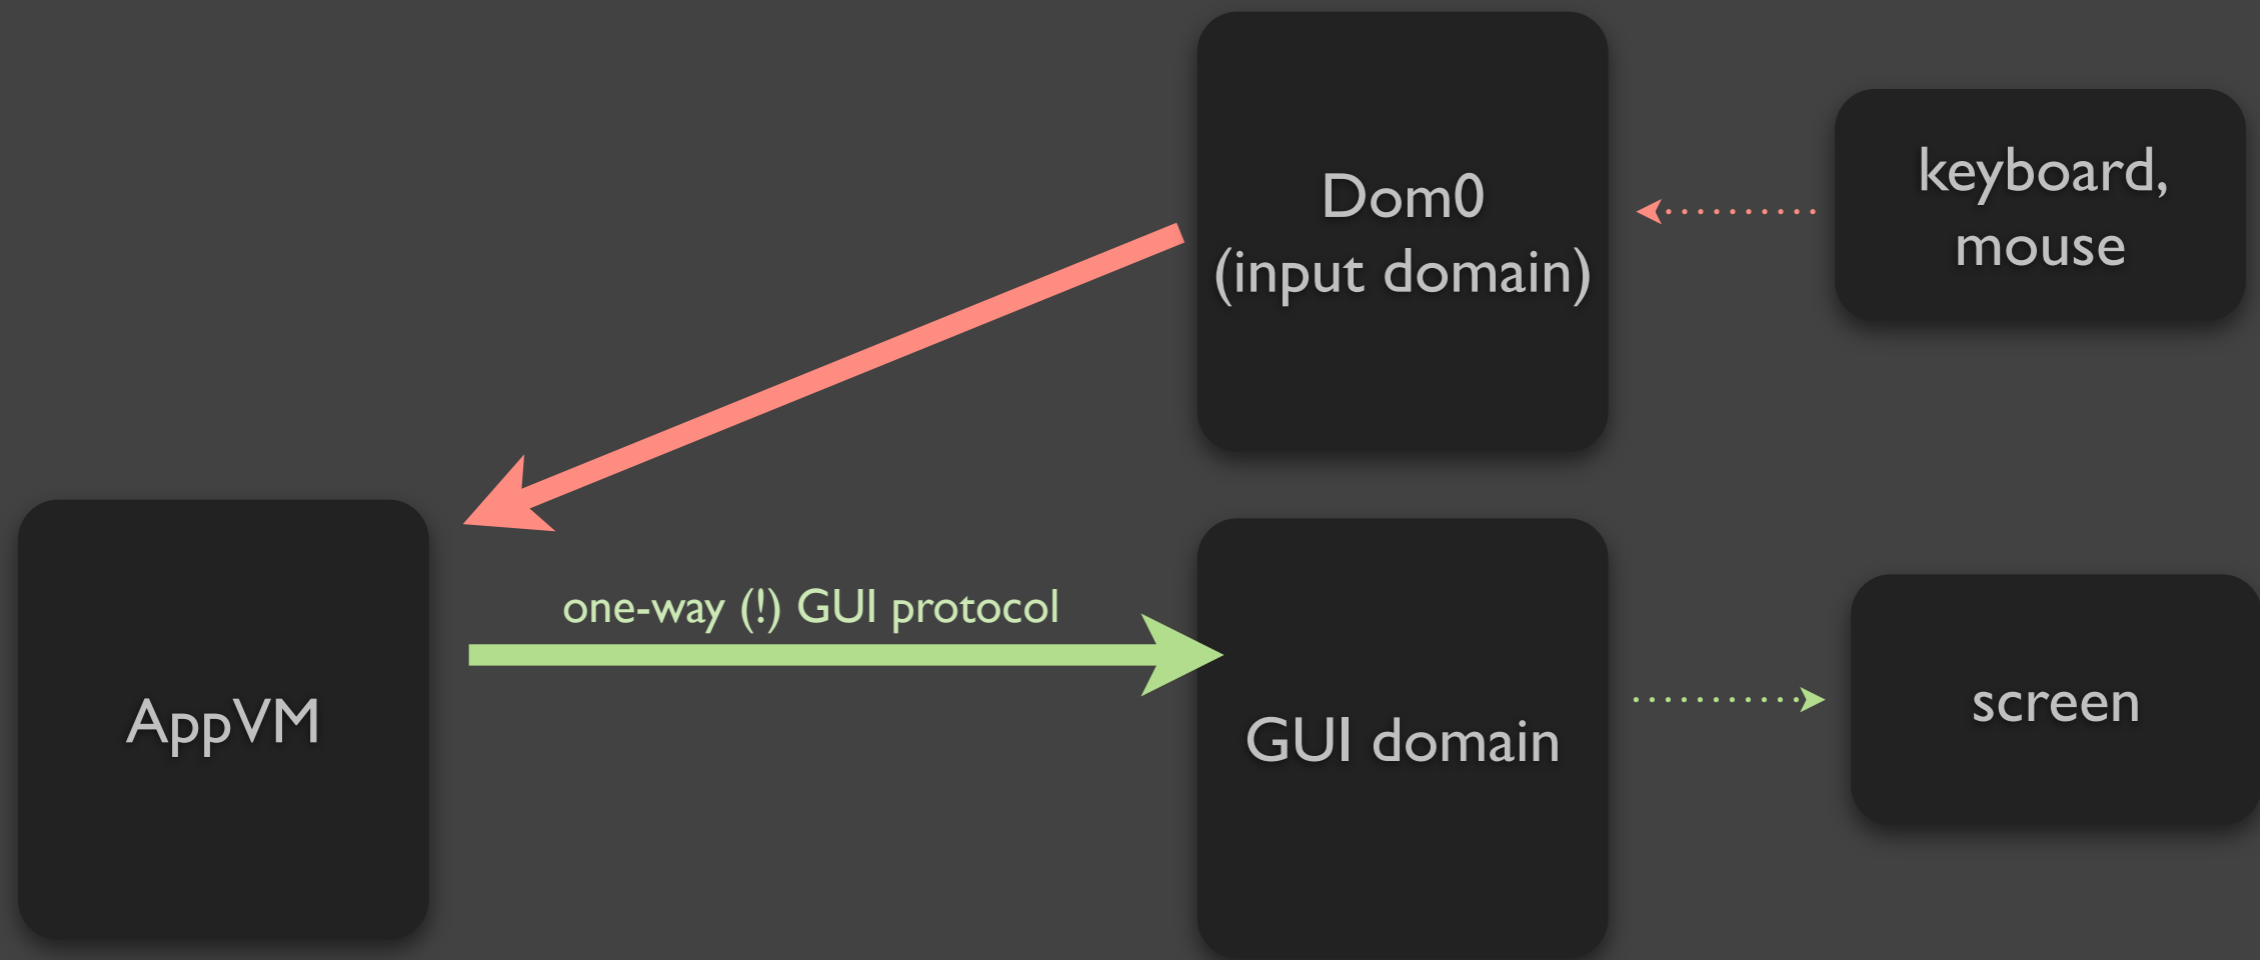 Dom0
(input domain)
keyboard,
mouse
one-way (!) GUI protocol
AppVM
GUI domain
screen